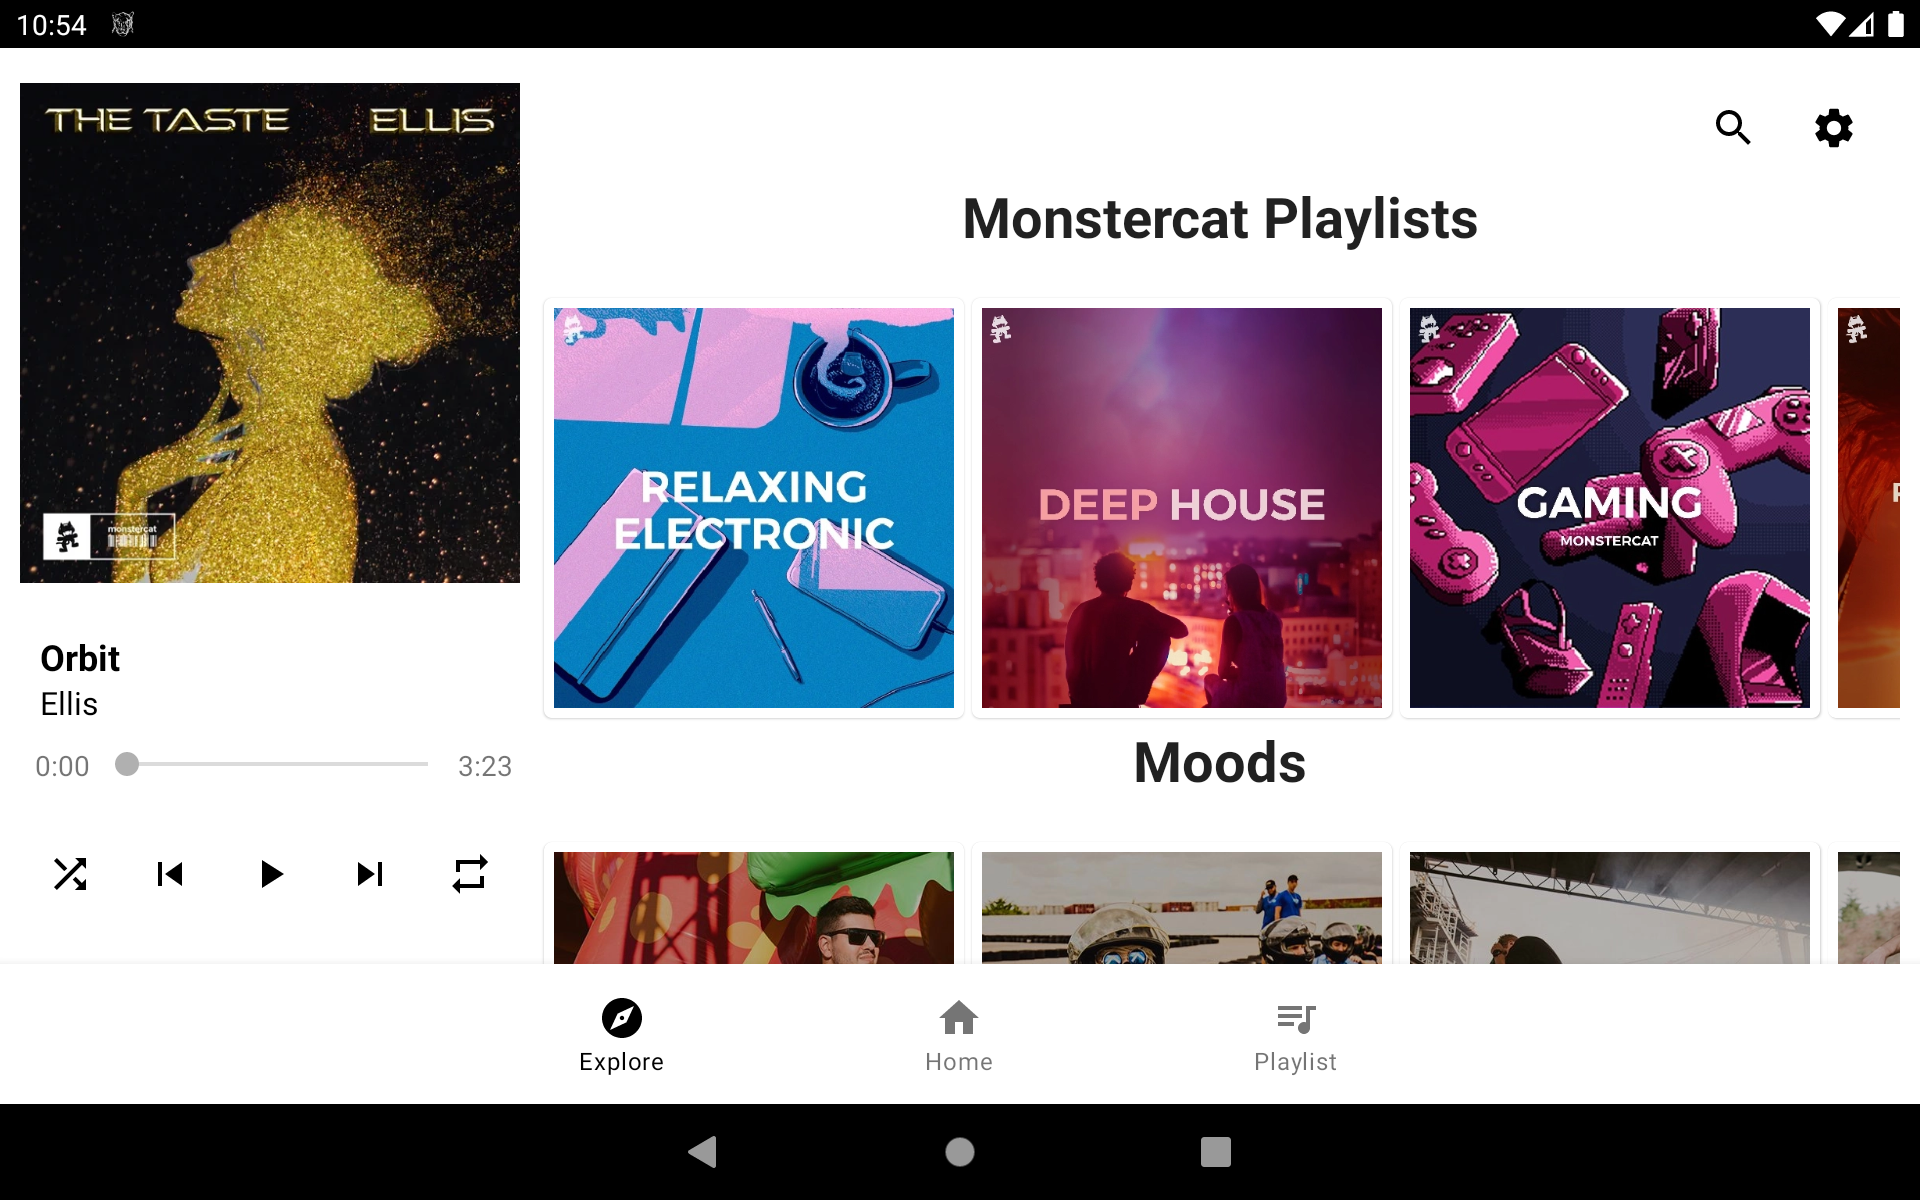 10:54
THE TASTE ELLIS
monstercat
Orbit
Ellis
0:00 3:23
Monstercat Playlists
RELAXING
ELECTRONIC
DEEP HOUSE
GAMING
MONSTERCAT
Moods
Explore
Home
Playlist